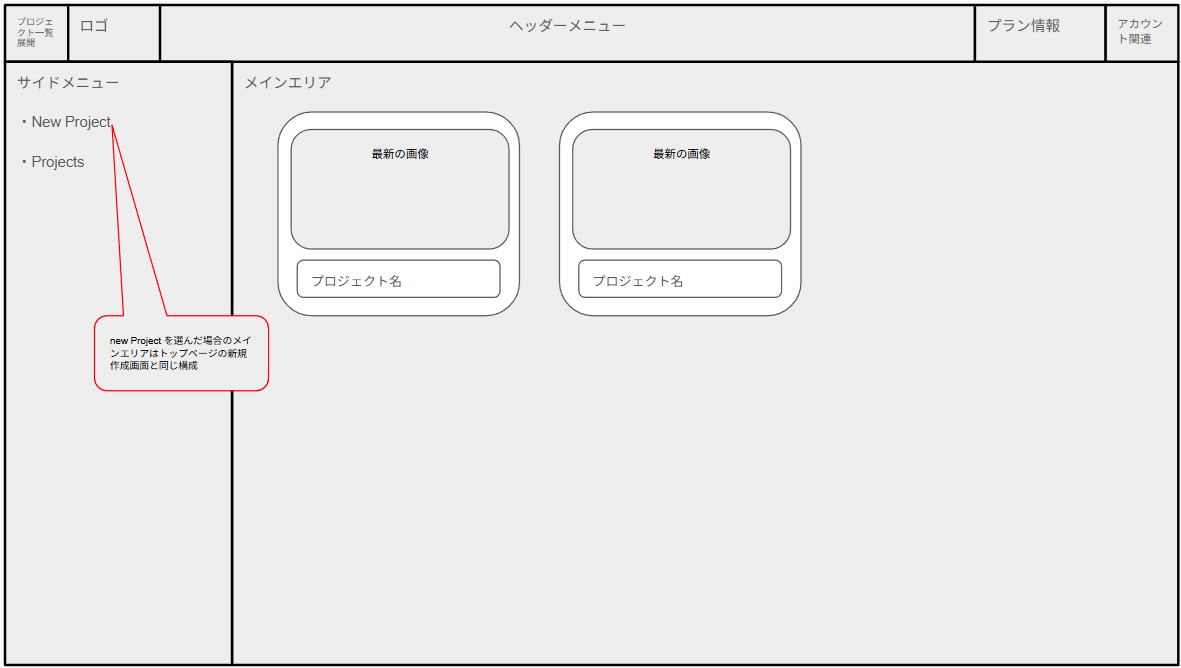 プロジェ
クト一覧
展開
ロゴ
ヘッダーメニュー
プラン情報
アカウン
ト関連
サイドメニュー
・New Project
・Projects
new Project を選んだ場合のメイ
ンエリアはトップページの新規
作成画面と同じ構成
メインエリア
最新の画像
プロジェクト名
最新の画像
プロジェクト名